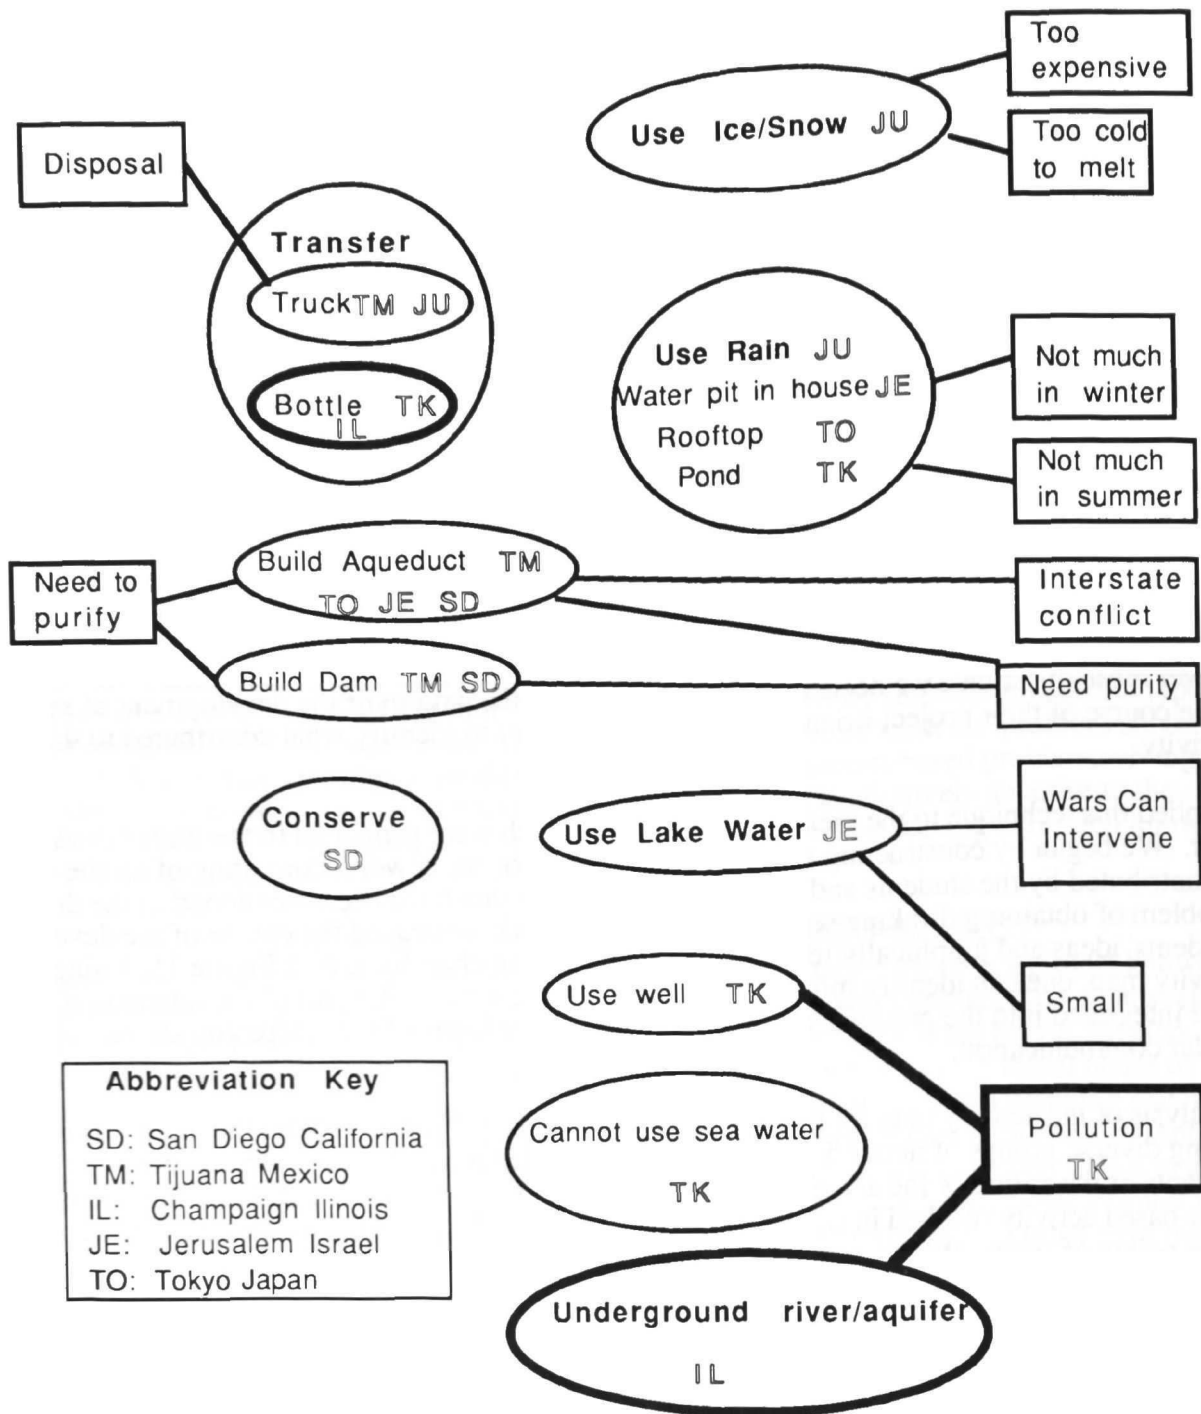 Too
expensive
Use Ice/Snow JU
Too cold
to melt
Disposal
Transfer
Truck TM JU
Bottle TK
IL
Use Rain JU
Water pit in house JE
Rooftop TO
Pond TK
Not much
in winter
Not much
in summer
Need to
purify
Build Aqueduct TM
TO JE SD
Interstate
conflict
Build Dam TM SD
Need purity
Conserve
SD
Use Lake Water JE
Wars Can
Intervene
Small
Use well TK
Cannot use sea water
TK
Pollution
TK
Underground river/aquifer
IL
Abbreviation Key
SD: San Diego California
TM: Tijuana Mexico
IL: Champaign Ilinois
JE: Jerusalem Israel
TO: Tokyo Japan